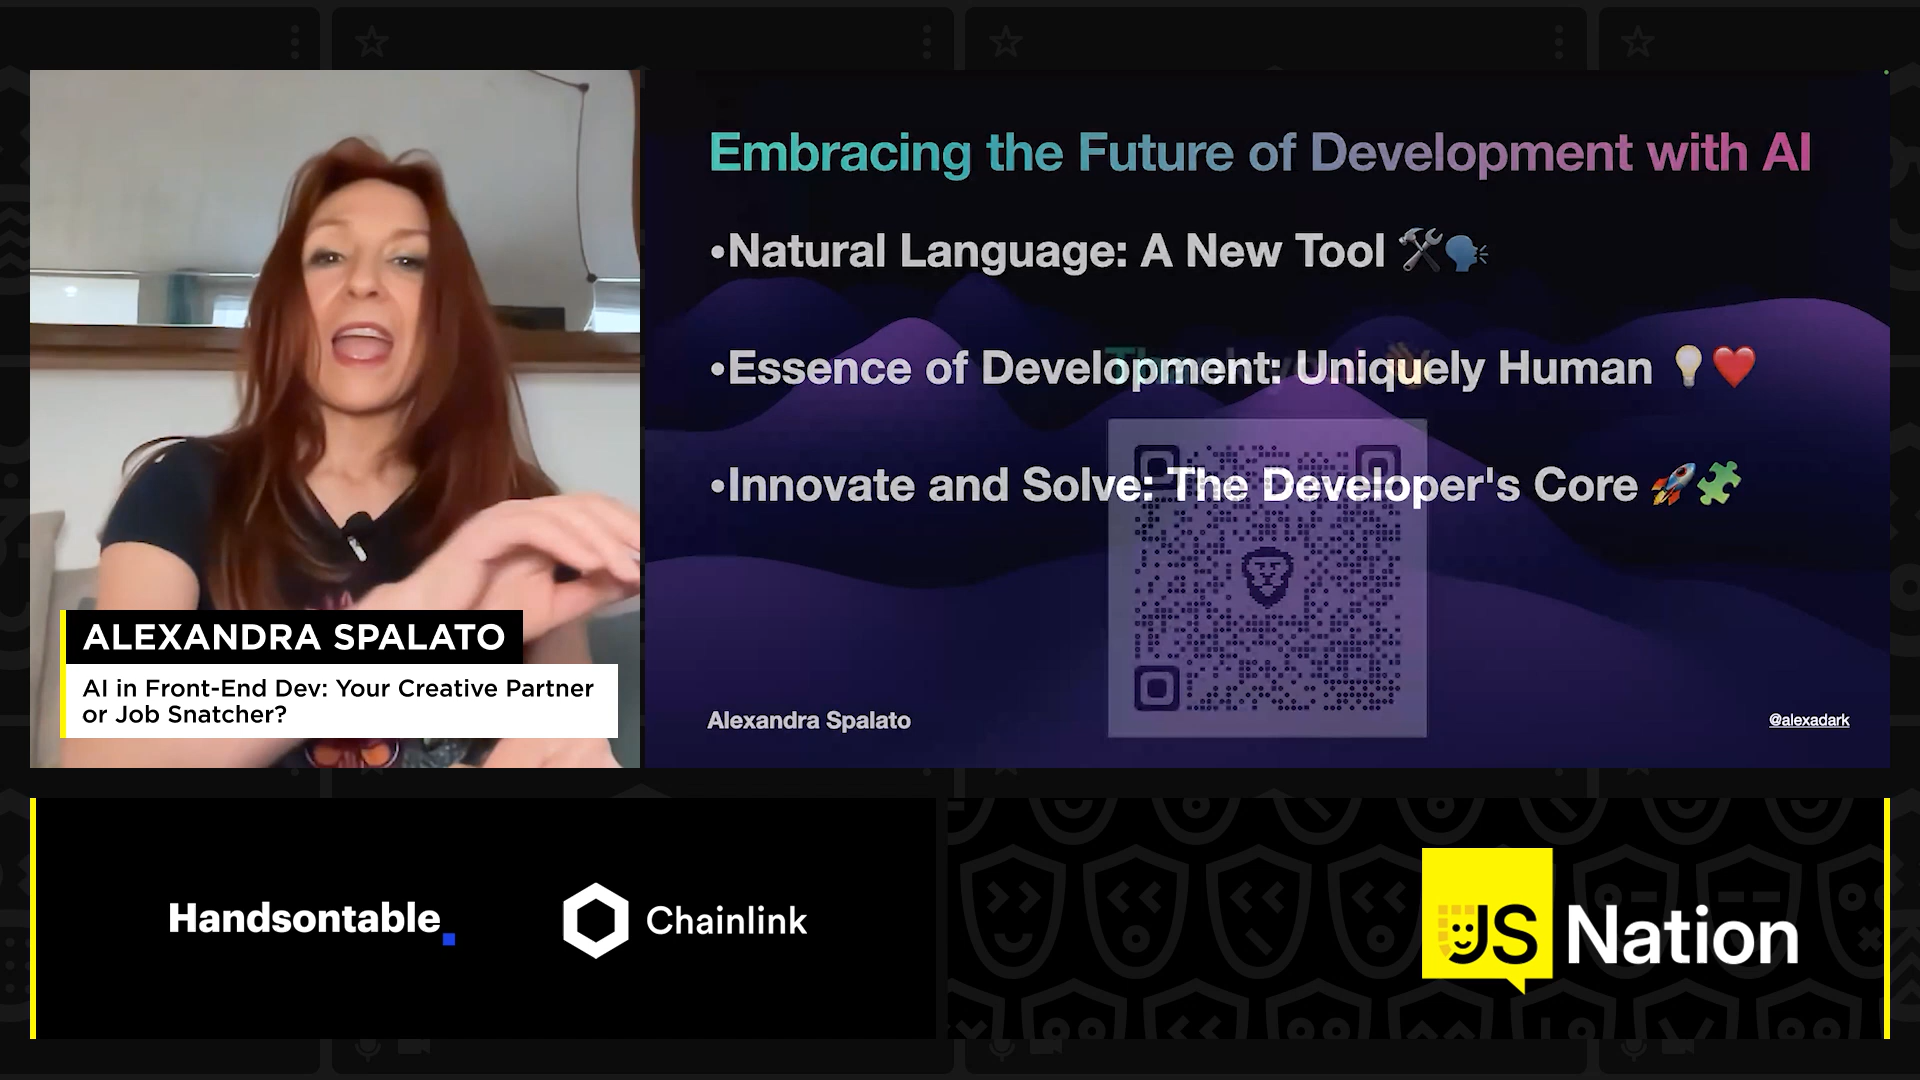 Embracing the Future of Development with AI
•Natural Language: A New Tool 🛠️🗣️
•Essence of Development: Uniquely Human 💡❤️
•Innovate and Solve: The Developer's Core 🚀🧩
Alexandra Spalato
@alexadark
ALEXANDRA SPALATO
AI in Front-End Dev: Your Creative Partner
or Job Snatcher?
Handsontable
Chainlink
JS Nation